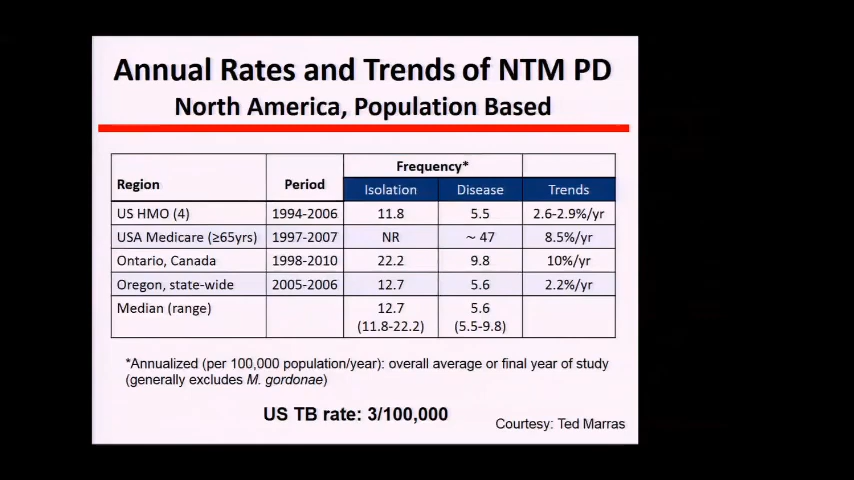 Annual Rates and Trends of NTM PD
North America, Population Based
Frequency*
Region Period Isolation Disease Trends
US HMO (4) 1994-2006 11.8 5.5 2.6-2.9%/yr
USA Medicare (≥65yrs) 1997-2007 NR ~ 47 8.5%/yr
Ontario, Canada 1998-2010 22.2 9.8 10%/yr
Oregon, state-wide 2005-2006 12.7 5.6 2.2%/yr
Median (range) 12.7 5.6
(11.8-22.2) (5.5-9.8)
*Annualized (per 100,000 population/year): overall average or final year of study
(generally excludes M. gordonae)
US TB rate: 3/100,000
Courtesy: Ted Marras